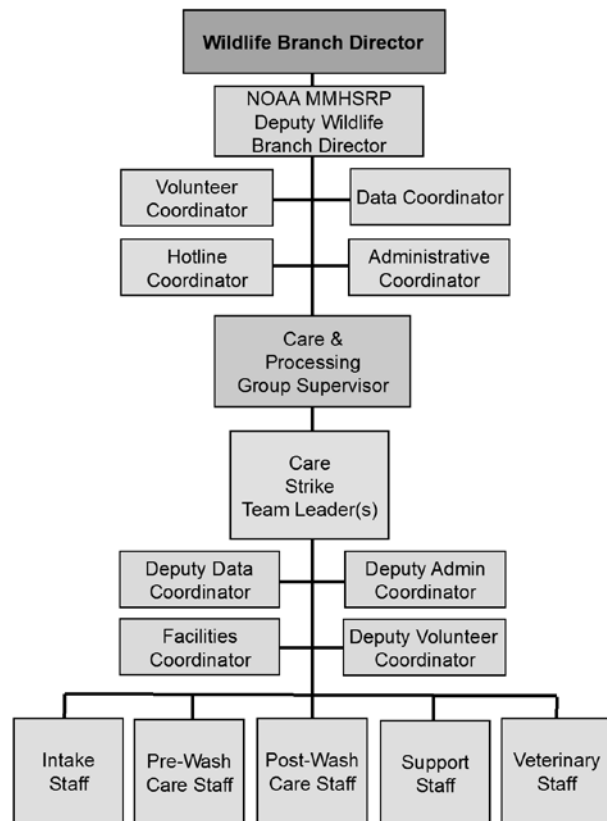 Wildlife Branch Director
NOAA MMHSRP
Deputy Wildlife
Branch Director
Volunteer
Coordinator
Data Coordinator
Hotline
Coordinator
Administrative
Coordinator
Care &
Processing
Group Supervisor
Care
Strike
Team Leader(s)
Deputy Data
Coordinator
Deputy Admin
Coordinator
Facilities
Coordinator
Deputy Volunteer
Coordinator
Intake
Staff
Pre-Wash
Care Staff
Post-Wash
Care Staff
Support
Staff
Veterinary
Staff